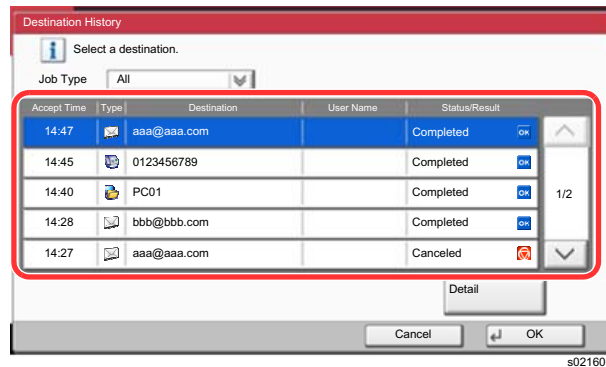 Destination History
Select a destination.
Job Type All
Accept Time Type Destination User Name Status/Result
14:47 aaa@aaa.com Completed OK
14:45 0123456789 Completed OK
14:40 PC01 Completed OK
1/2
14:28 bbb@bbb.com Completed OK
14:27 aaa@aaa.com Canceled
Detail
Cancel OK
s02160